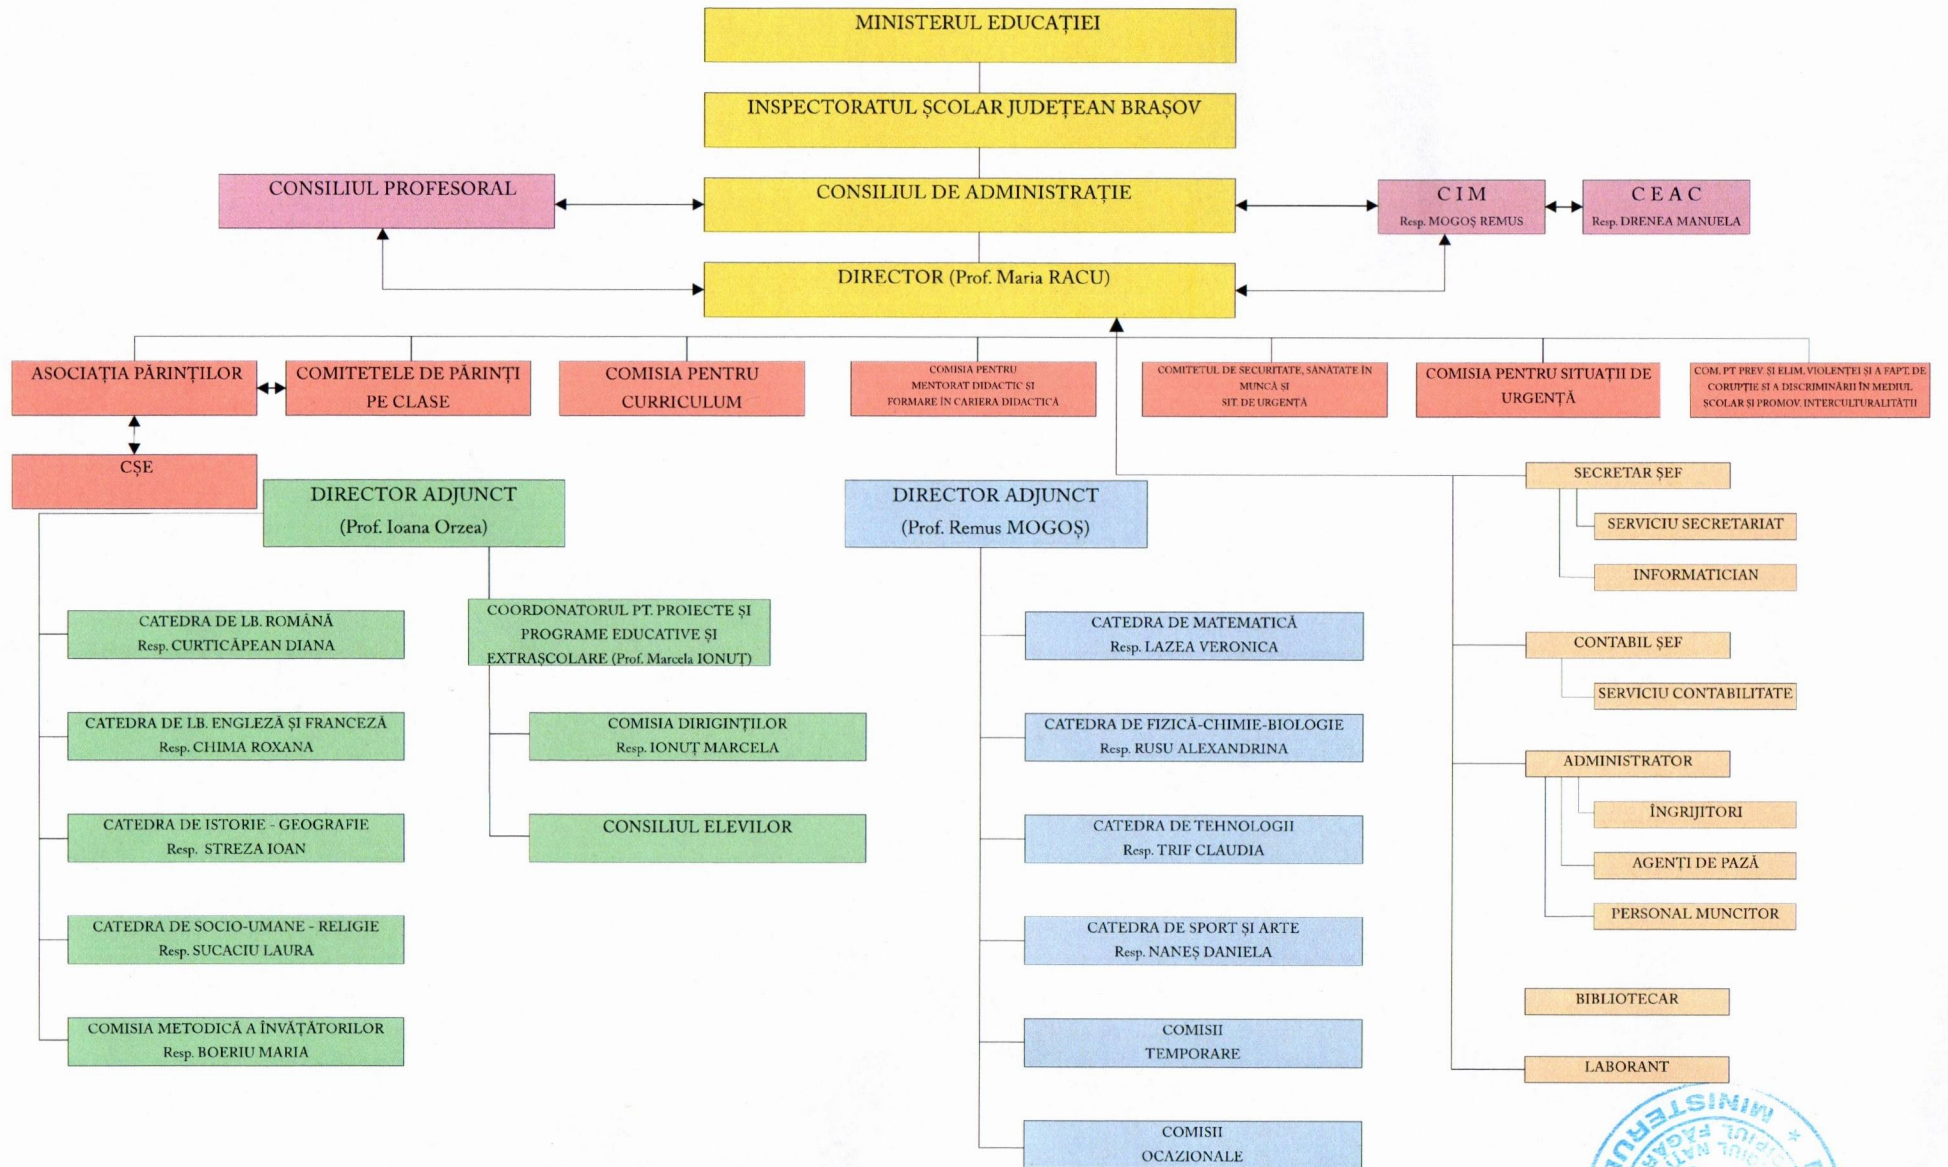 MINISTERUL EDUCAȚIEI
INSPECTORATUL ȘCOLAR JUDEȚEAN BRAȘOV
CONSILIUL PROFESORAL
CONSILIUL DE ADMINISTRAȚIE
C I M
Resp. MOGOȘ REMUS
C E A C
Resp. DRENEA MANUELA
DIRECTOR (Prof. Maria RACU)
ASOCIAȚIA PĂRINȚILOR
COMITETELE DE PĂRINȚI
PE CLASE
COMISIA PENTRU
CURRICULUM
COMISIA PENTRU
MENTORAT DIDACTIC ȘI
FORMARE ÎN CARIERA DIDACTICĂ
COMITETUL DE SECURITATE, SĂNĂTATE ÎN
MUNCĂ ȘI
SIT. DE URGENȚĂ
COMISIA PENTRU SITUAȚII DE
URGENȚĂ
COM. PT PREV. ȘI ELIM. VIOLENȚEI ȘI A FAPT. DE
CORUPȚIE SI A DISCRIMINĂRII ÎN MEDIUL
ȘCOLAR ȘI PROMOV. INTERCULTURALITĂȚII
CȘE
DIRECTOR ADJUNCT
(Prof. Ioana Orzea)
CATEDRA DE LB. ROMÂNĂ
Resp. CURTICĂPEAN DIANA
CATEDRA DE LB. ENGLEZĂ ȘI FRANCEZĂ
Resp. CHIMA ROXANA
CATEDRA DE ISTORIE - GEOGRAFIE
Resp. STREZA IOAN
CATEDRA DE SOCIO-UMANE - RELIGIE
Resp. SUCACIU LAURA
COMISIA METODICĂ A ÎNVĂȚĂTORILOR
Resp. BOERIU MARIA
COORDONATORUL PT. PROIECTE ȘI
PROGRAME EDUCATIVE ȘI
EXTRAȘCOLARE (Prof. Marcela IONUȚ)
COMISIA DIRIGINȚILOR
Resp. IONUȚ MARCELA
CONSILIUL ELEVILOR
DIRECTOR ADJUNCT
(Prof. Remus MOGOȘ)
CATEDRA DE MATEMATICĂ
Resp. LAZEA VERONICA
CATEDRA DE FIZICĂ-CHIMIE-BIOLOGIE
Resp. RUSU ALEXANDRINA
CATEDRA DE TEHNOLOGII
Resp. TRIF CLAUDIA
CATEDRA DE SPORT ȘI ARTE
Resp. NANEȘ DANIELA
COMISII
TEMPORARE
COMISII
OCAZIONALE
SECRETAR ȘEF
SERVICIU SECRETARIAT
INFORMATICIAN
CONTABIL ȘEF
SERVICIU CONTABILITATE
ADMINISTRATOR
ÎNGRIJITORI
AGENȚI DE PAZĂ
PERSONAL MUNCITOR
BIBLIOTECAR
LABORANT